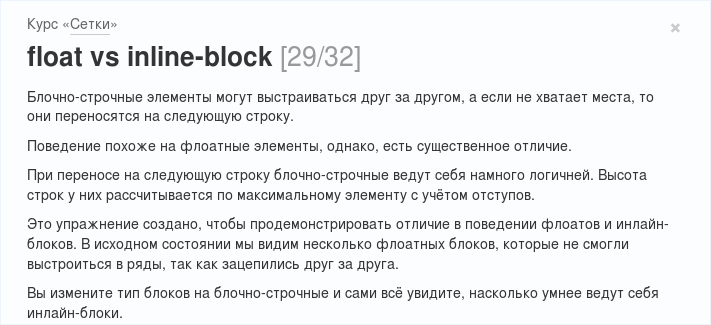 Курс «Сетки»
×
float vs inline-block [29/32]
Блочно-строчные элементы могут выстраиваться друг за другом, а если не хватает места, то
они переносятся на следующую строку.
Поведение похоже на флоатные элементы, однако, есть существенное отличие.
При переносе на следующую строку блочно-строчные ведут себя намного логичней. Высота
строк у них рассчитывается по максимальному элементу с учётом отступов.
Это упражнение создано, чтобы продемонстрировать отличие в поведении флоатов и инлайн-
блоков. В исходном состоянии мы видим несколько флоатных блоков, которые не смогли
выстроиться в ряды, так как зацепились друг за друга.
Вы измените тип блоков на блочно-строчные и сами всё увидите, насколько умнее ведут себя
инлайн-блоки.